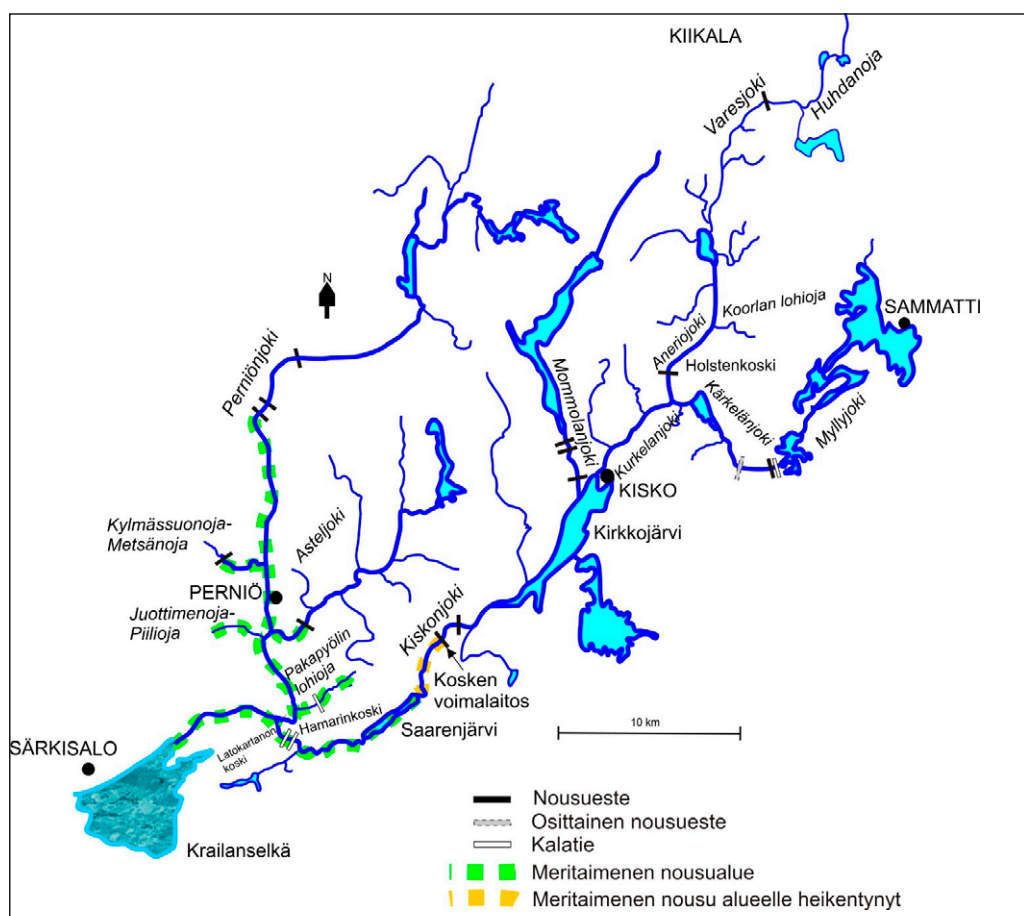 KIIKALA
Huhdanoja
Varesjoki
N
Koorlan lohioja
SAMMATTI
Aneriojoki
Holstenkoski
Perniönjoki
Mommolanjoki
Kärkelänjoki
Myllyjoki
Kurkelanjoki
KISKO
Kirkkojärvi
Kylmässuonoja-
Metsänoja
Asteljoki
PERNIÖ
Juottimenoja-
Piilioja
Kiskonjoki
Pakapyölin
lohioja
Kosken
voimalaitos
Hamarinkoski
Saarenjärvi
Latokartanon
koski
10 km
SÄRKISALO
Krailanselkä
Nousueste
Osittainen nousueste
Kalatie
Meritaimenen nousualue
Meritaimenen nousu alueelle heikentynyt